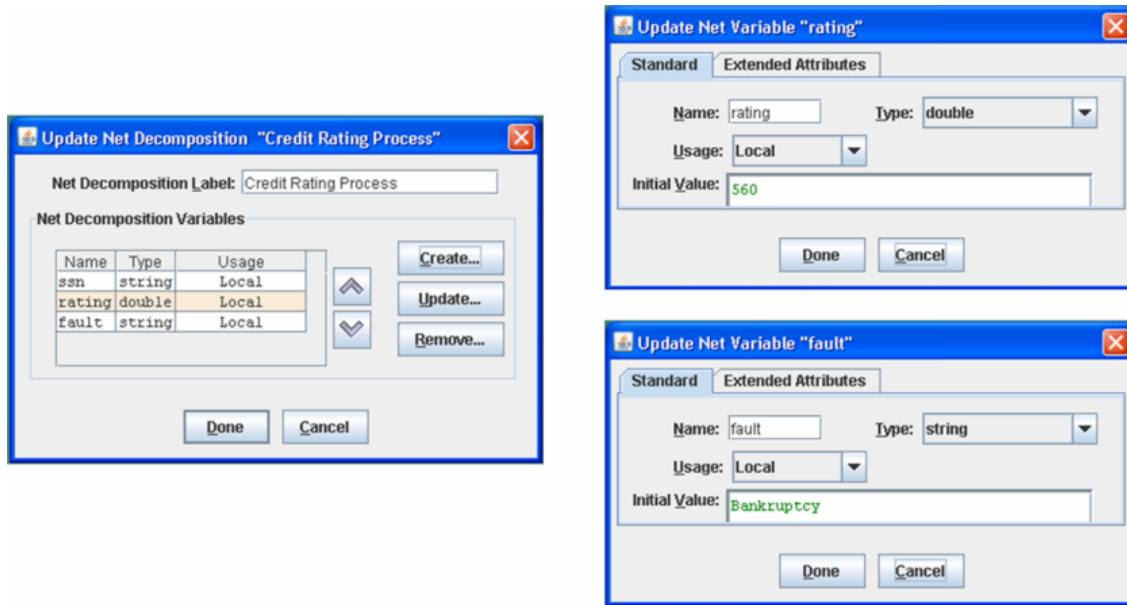 Update Net Decomposition "Credit Rating Process"
Net Decomposition Label: Credit Rating Process
Net Decomposition Variables
Name Type Usage
ssn string Local
rating double Local
fault string Local
Create...
Update...
Remove...
Done Cancel
Update Net Variable "rating"
Standard Extended Attributes
Name: rating Type: double
Usage: Local
Initial Value: 560
Done Cancel
Update Net Variable "fault"
Standard Extended Attributes
Name: fault Type: string
Usage: Local
Initial Value: Bankruptcy
Done Cancel